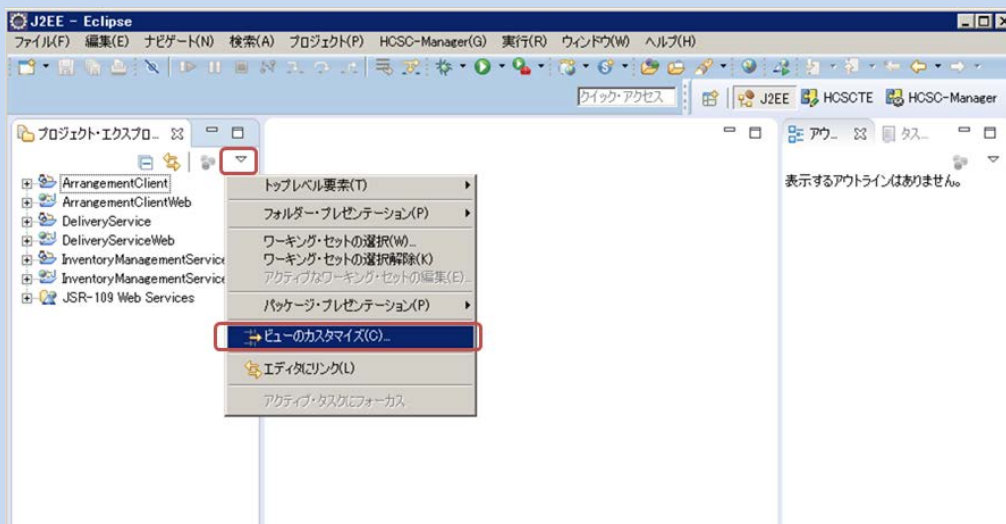 J2EE - Eclipse
ファイル(F) 編集(E) ナビゲート(N) 検索(A) プロジェクト(P) HCSC-Manager(G) 実行(R) ウィンドウ(W) ヘルプ(H)
クイック・アクセス J2EE HCSCTE HCSC-Manager
プロジェクト・エクスプロ... アウ... タス...
ArrangementClient
ArrangementClientWeb
DeliveryService
DeliveryServiceWeb
InventoryManagementService
InventoryManagementService
JSR-109 Web Services
トップレベル要素(T)
フォルダー・プレゼンテーション(P)
ワーキング・セットの選択(W)...
ワーキング・セットの選択解除(K)
アクティブなワーキング・セットの編集(E)...
パッケージ・プレゼンテーション(P)
ビューのカスタマイズ(C)...
エディタにリンク(L)
アクティブ・タスクにフォーカス
表示するアウトラインはありません。